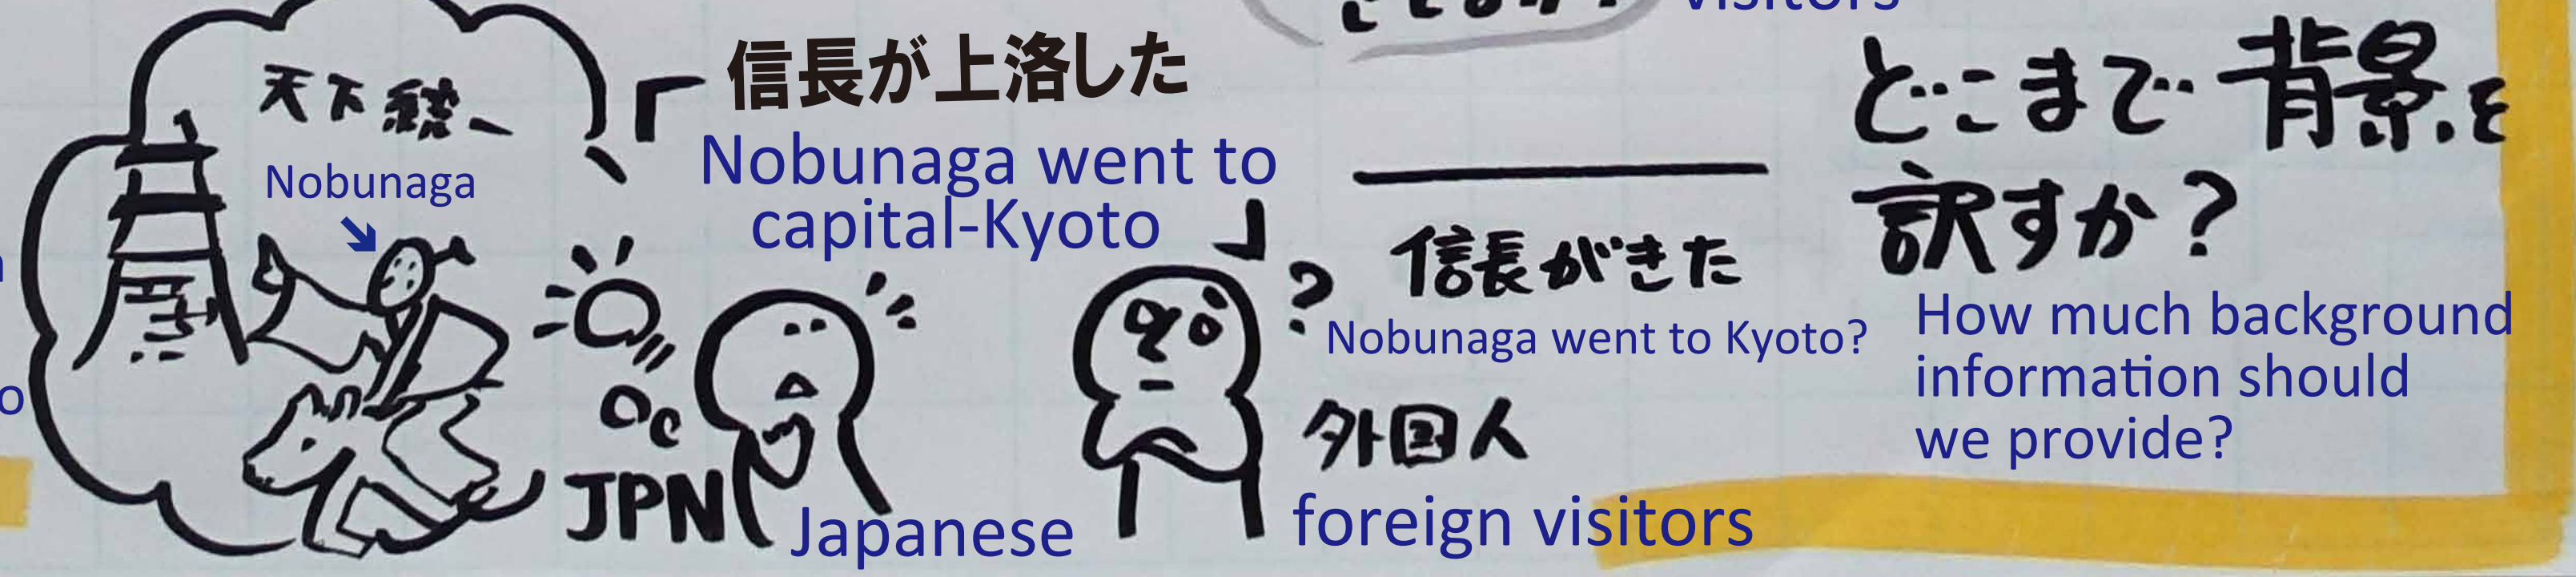 visitors
天下統一
Nobunaga
「信長が上洛した
Nobunaga went to
capital-Kyoto」
JPN
Japanese
?
信長がきた
Nobunaga went to Kyoto?
外国人
foreign visitors
どこまで背景を
訳すか?
How much background
information should
we provide?